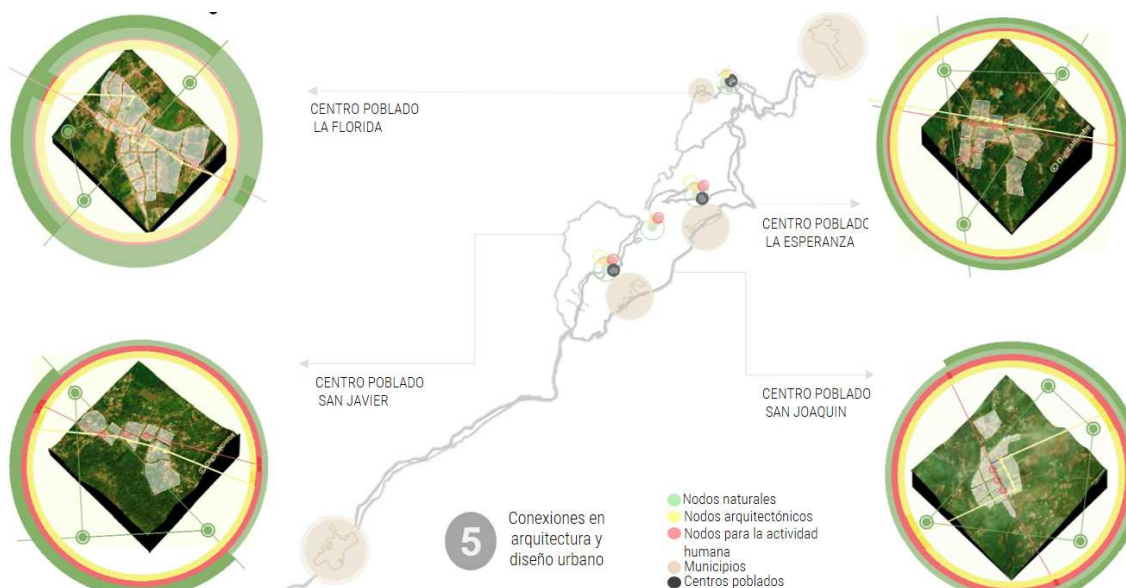 CENTRO POBLADO
LA FLORIDA
CENTRO POBLADO
LA ESPERANZA
CENTRO POBLADO
SAN JAVIER
CENTRO POBLADO
SAN JOAQUIN
5
Conexiones en
arquitectura y
diseño urbano
Nodos naturales
Nodos arquitectónicos
Nodos para la actividad
humana
Municipios
Centros poblados